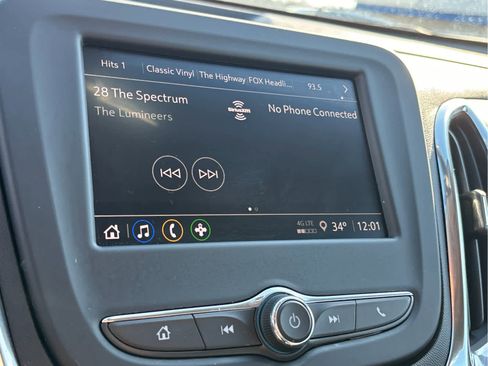 Hits 1 Classic Vinyl The Highway FOX Headli... 93.5
28 The Spectrum
The Lumineers
SiriusXM
No Phone Connected
4G LTE
34° 12:01